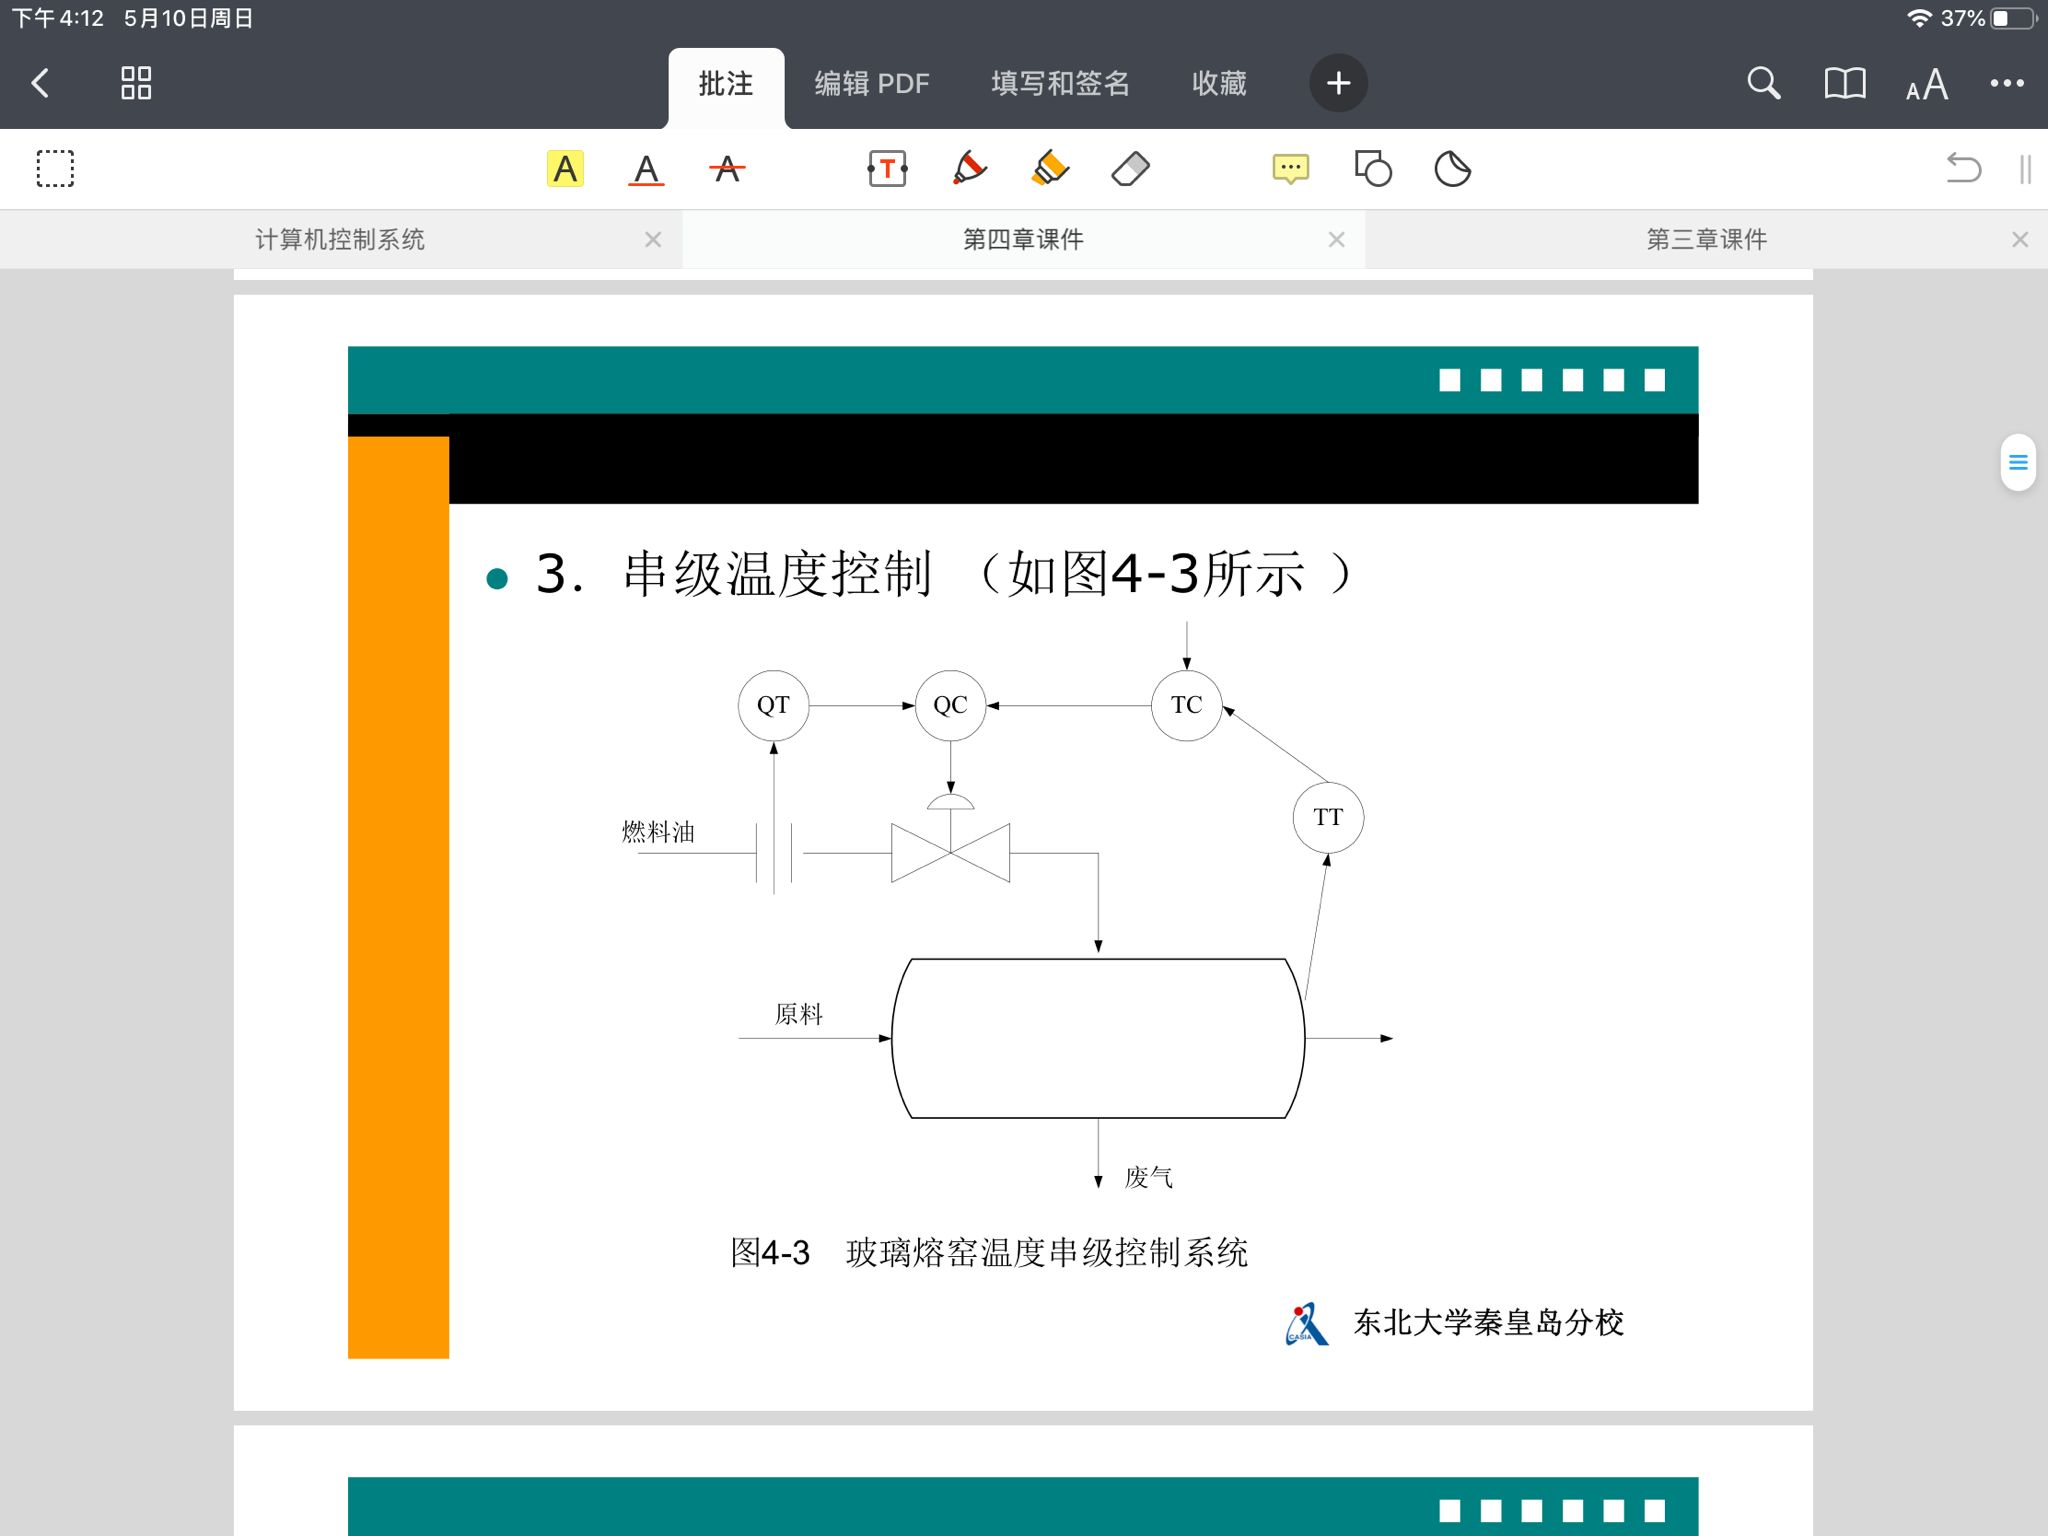 下午4:12 5月10日周日 37%
批注 编辑 PDF 填写和签名 收藏
计算机控制系统 第四章课件 第三章课件
3. 串级温度控制 （如图4-3所示 ）
QT QC TC
TT
燃料油
原料
废气
图4-3 玻璃熔窑温度串级控制系统
CASIA 东北大学秦皇岛分校